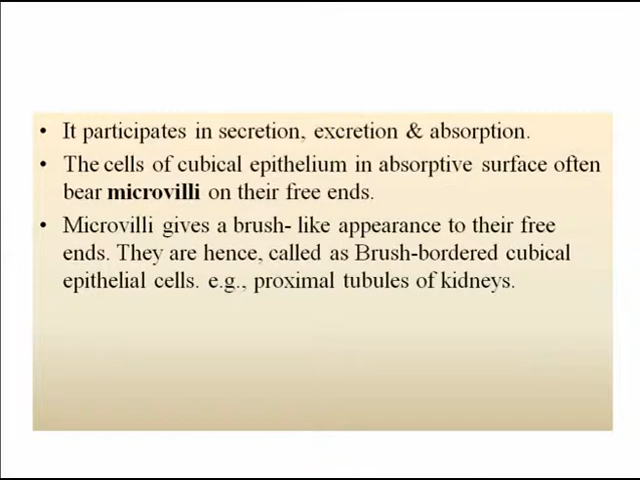 • It participates in secretion, excretion & absorption.
• The cells of cubical epithelium in absorptive surface often
bear microvilli on their free ends.
• Microvilli gives a brush- like appearance to their free
ends. They are hence, called as Brush-bordered cubical
epithelial cells. e.g., proximal tubules of kidneys.